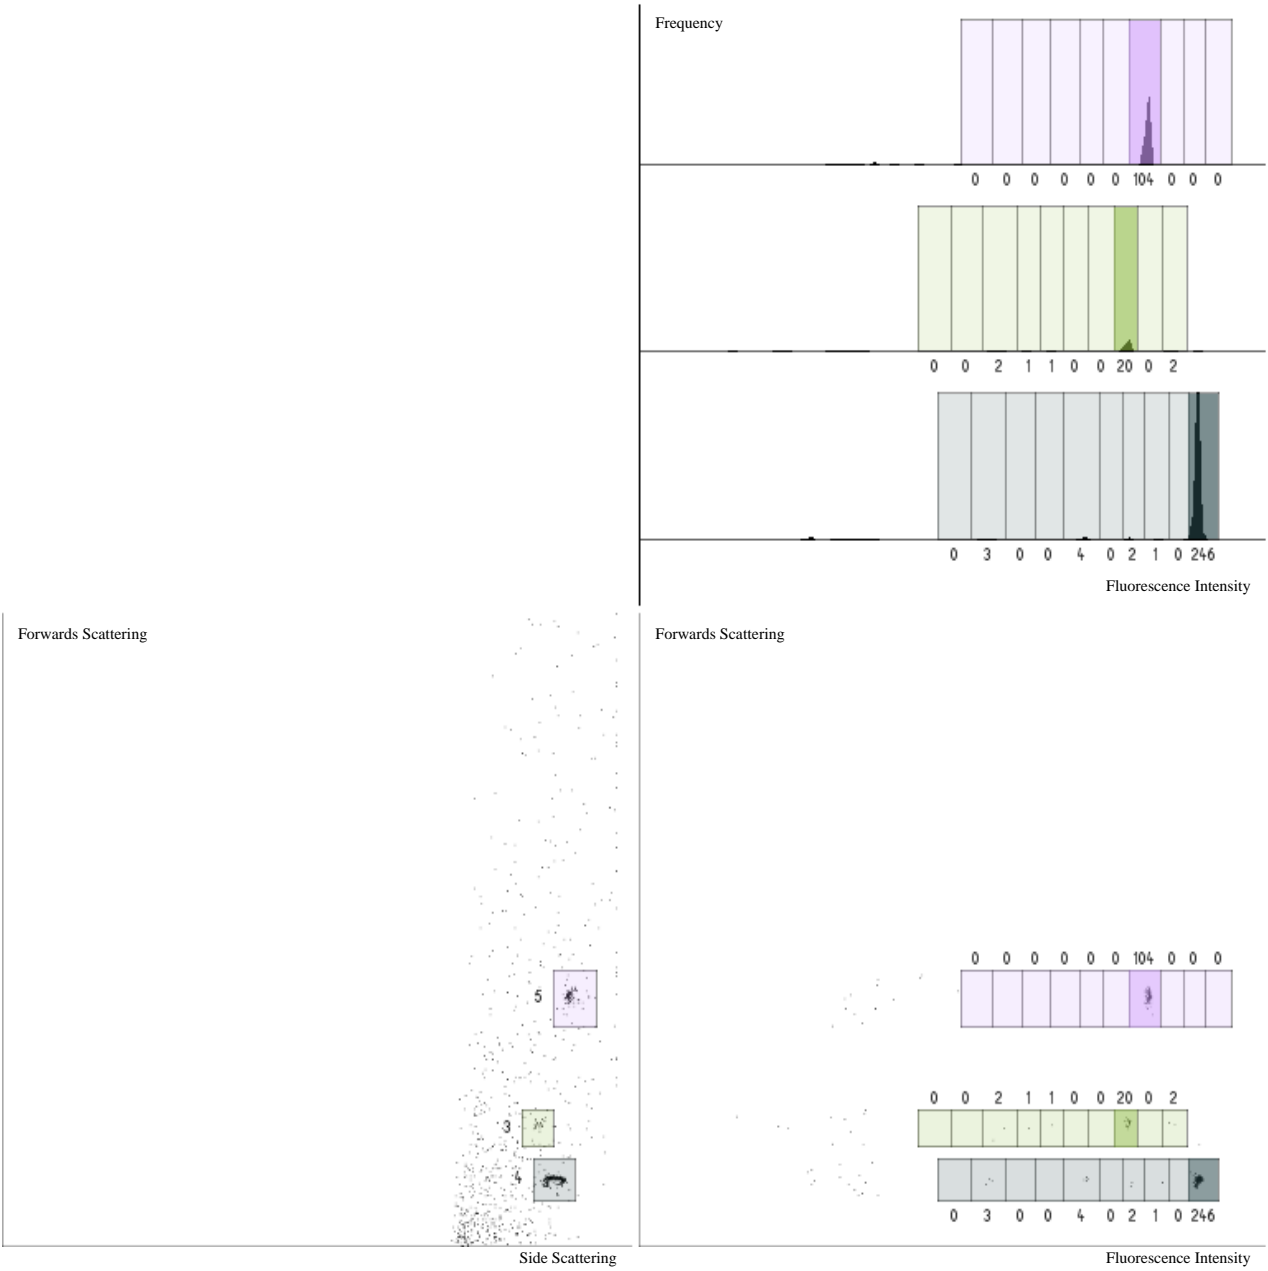 Frequency
0 0 0 0 0 0 104 0 0 0
0 0 2 1 1 0 0 20 0 2
0 3 0 0 4 0 2 1 0 246
Fluorescence Intensity
Forwards Scattering
5
3
4
Side Scattering
Forwards Scattering
0 0 0 0 0 0 104 0 0 0
0 0 2 1 1 0 0 20 0 2
0 3 0 0 4 0 2 1 0 246
Fluorescence Intensity